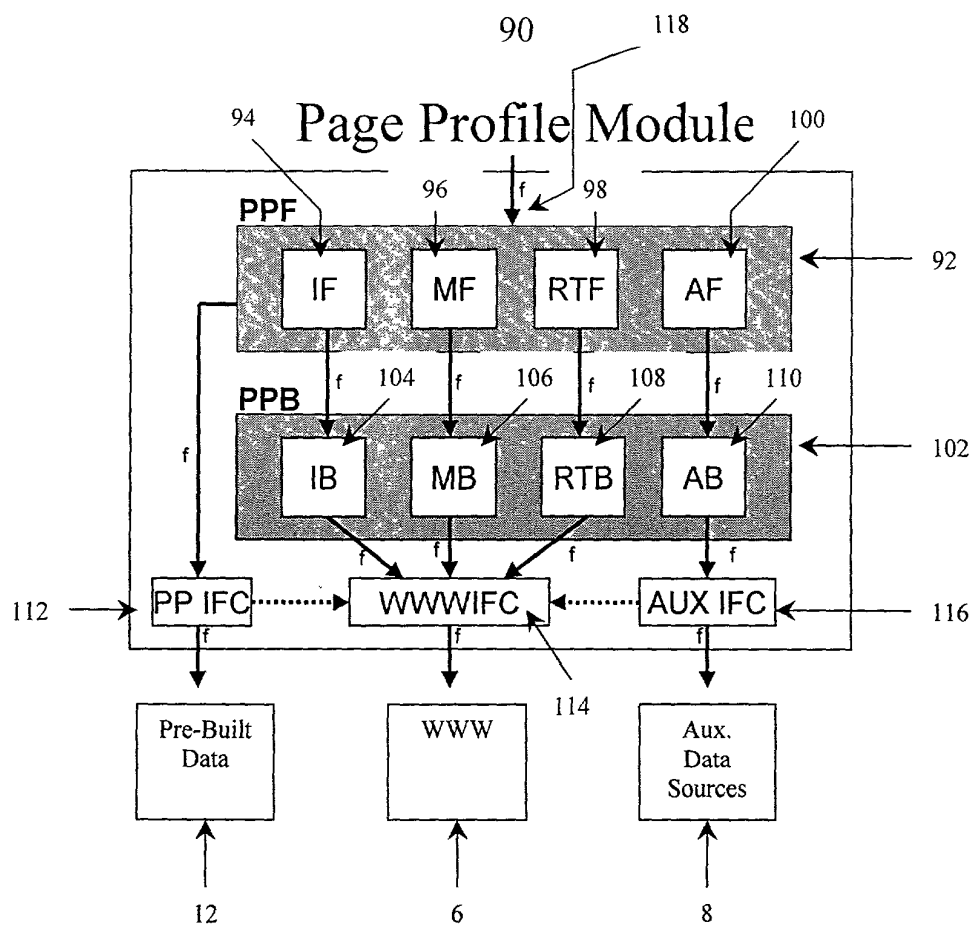 90
118
Page Profile Module
94
100
96
f
98
PPF
IF
MF
RTF
AF
92
f
f
f
f
104
106
108
110
PPB
f
102
IB
MB
RTB
AB
f
f
f
f
112
PP IFC
WWWIFC
AUX IFC
116
f
f
f
114
Pre-Built
Data
WWW
Aux.
Data
Sources
12
6
8